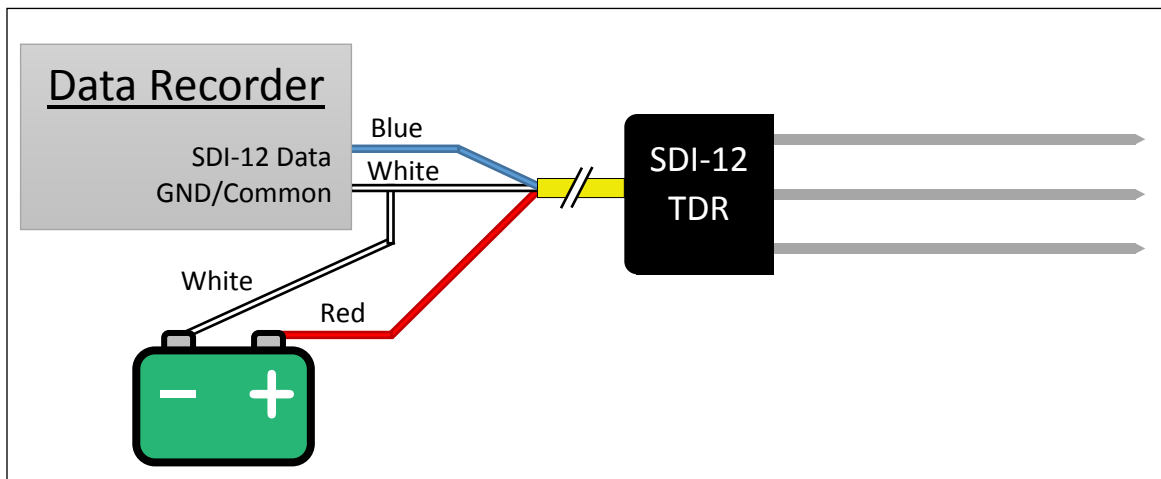 Data Recorder
SDI-12 Data
GND/Common
Blue
White
White
Red
SDI-12
TDR